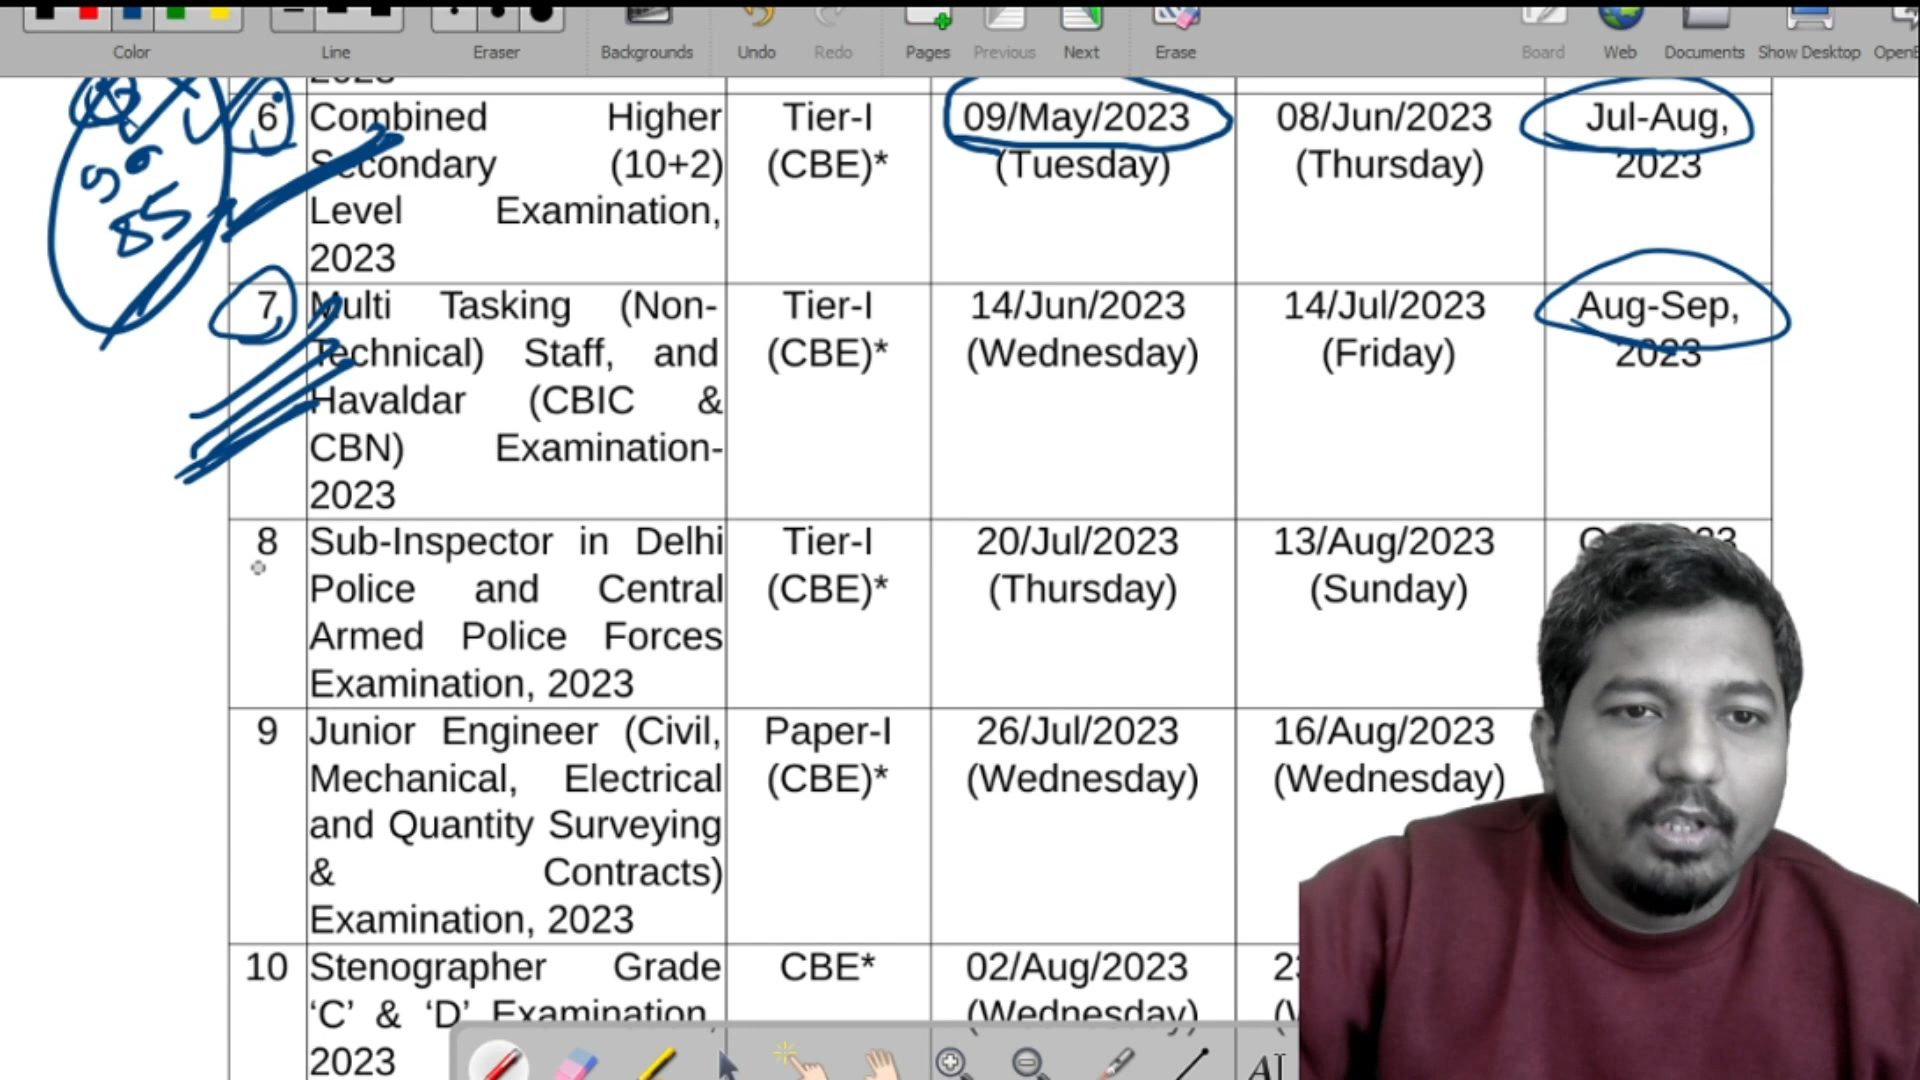 Color Line Eraser Backgrounds Undo Redo Pages Previous Next Erase Board Web Documents Show Desktop OpenE
2023
6 Combined Higher Tier-I 09/May/2023 08/Jun/2023 Jul-Aug,
Secondary (10+2) (CBE)* (Tuesday) (Thursday) 2023
Level Examination,
2023
90
85
7 Multi Tasking (Non- Tier-I 14/Jun/2023 14/Jul/2023 Aug-Sep,
Technical) Staff, and (CBE)* (Wednesday) (Friday) 2023
Havaldar (CBIC &
CBN) Examination-
2023
8 Sub-Inspector in Delhi Tier-I 20/Jul/2023 13/Aug/2023
Police and Central (CBE)* (Thursday) (Sunday)
Armed Police Forces
Examination, 2023
9 Junior Engineer (Civil, Paper-I 26/Jul/2023 16/Aug/2023
Mechanical, Electrical (CBE)* (Wednesday) (Wednesday)
and Quantity Surveying
& Contracts)
Examination, 2023
10 Stenographer Grade CBE* 02/Aug/2023
‘C’ & ‘D’ Examination, (Wednesday)
2023